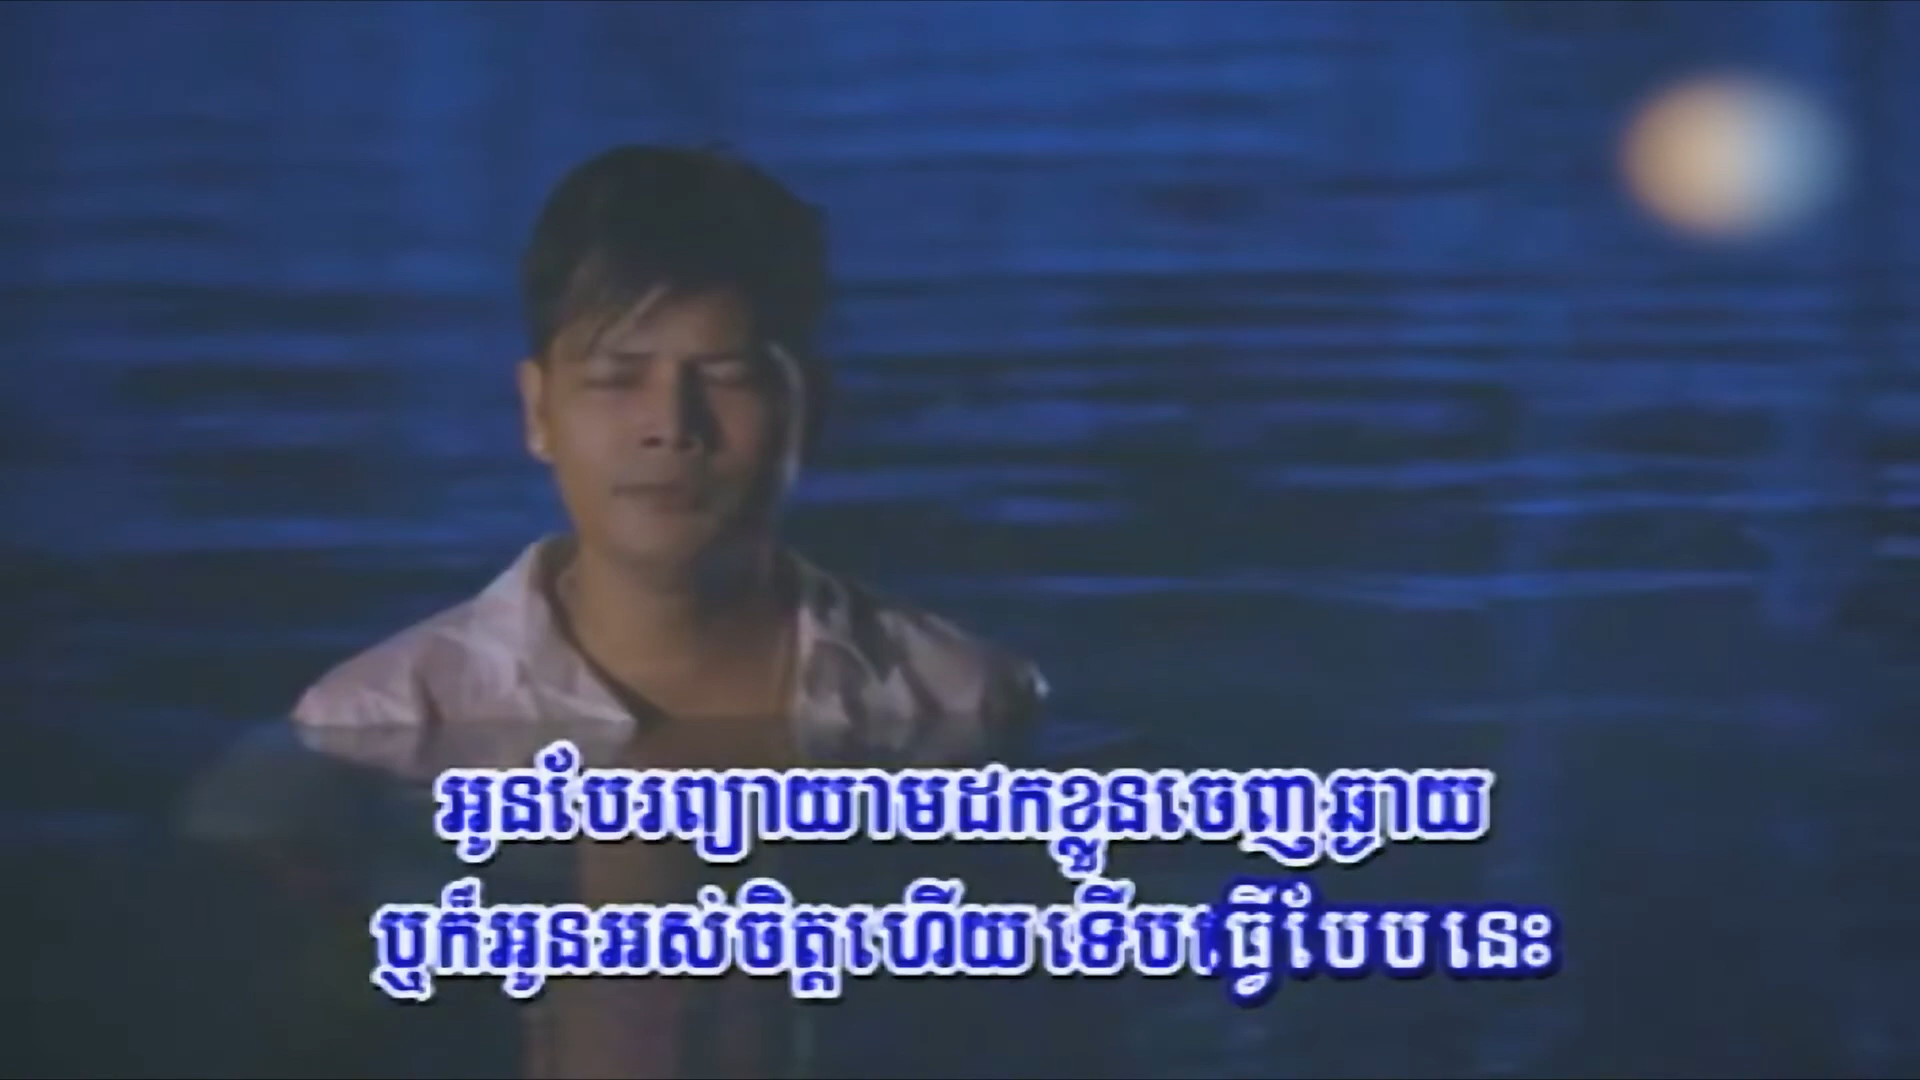 អូនបែរព្យាយាមដកខ្លួនចេញឆ្ងាយ
ឬក៏អូនអស់ចិត្តហើយ ទើបធ្វើបែប នេះ